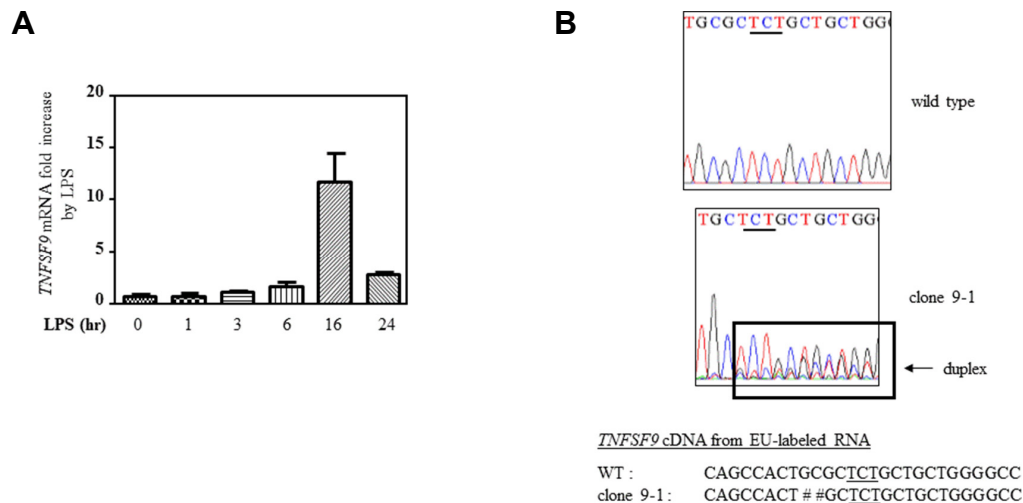 A
TNFSF9 mRNA fold increase
by LPS
20
15
10
5
0
LPS (hr) 0 1 3 6 16 24
B
TGCGCTCTGCTGCTGG
wild type
TGCTCTGCTGCTGG
clone 9-1
duplex
TNFSF9 cDNA from EU-labeled RNA
WT : CAGCCACTGCGCTCTGCTGCTGGGGCC
clone 9-1 : CAGCCACT # #GCTCTGCTGCTGGGGCC